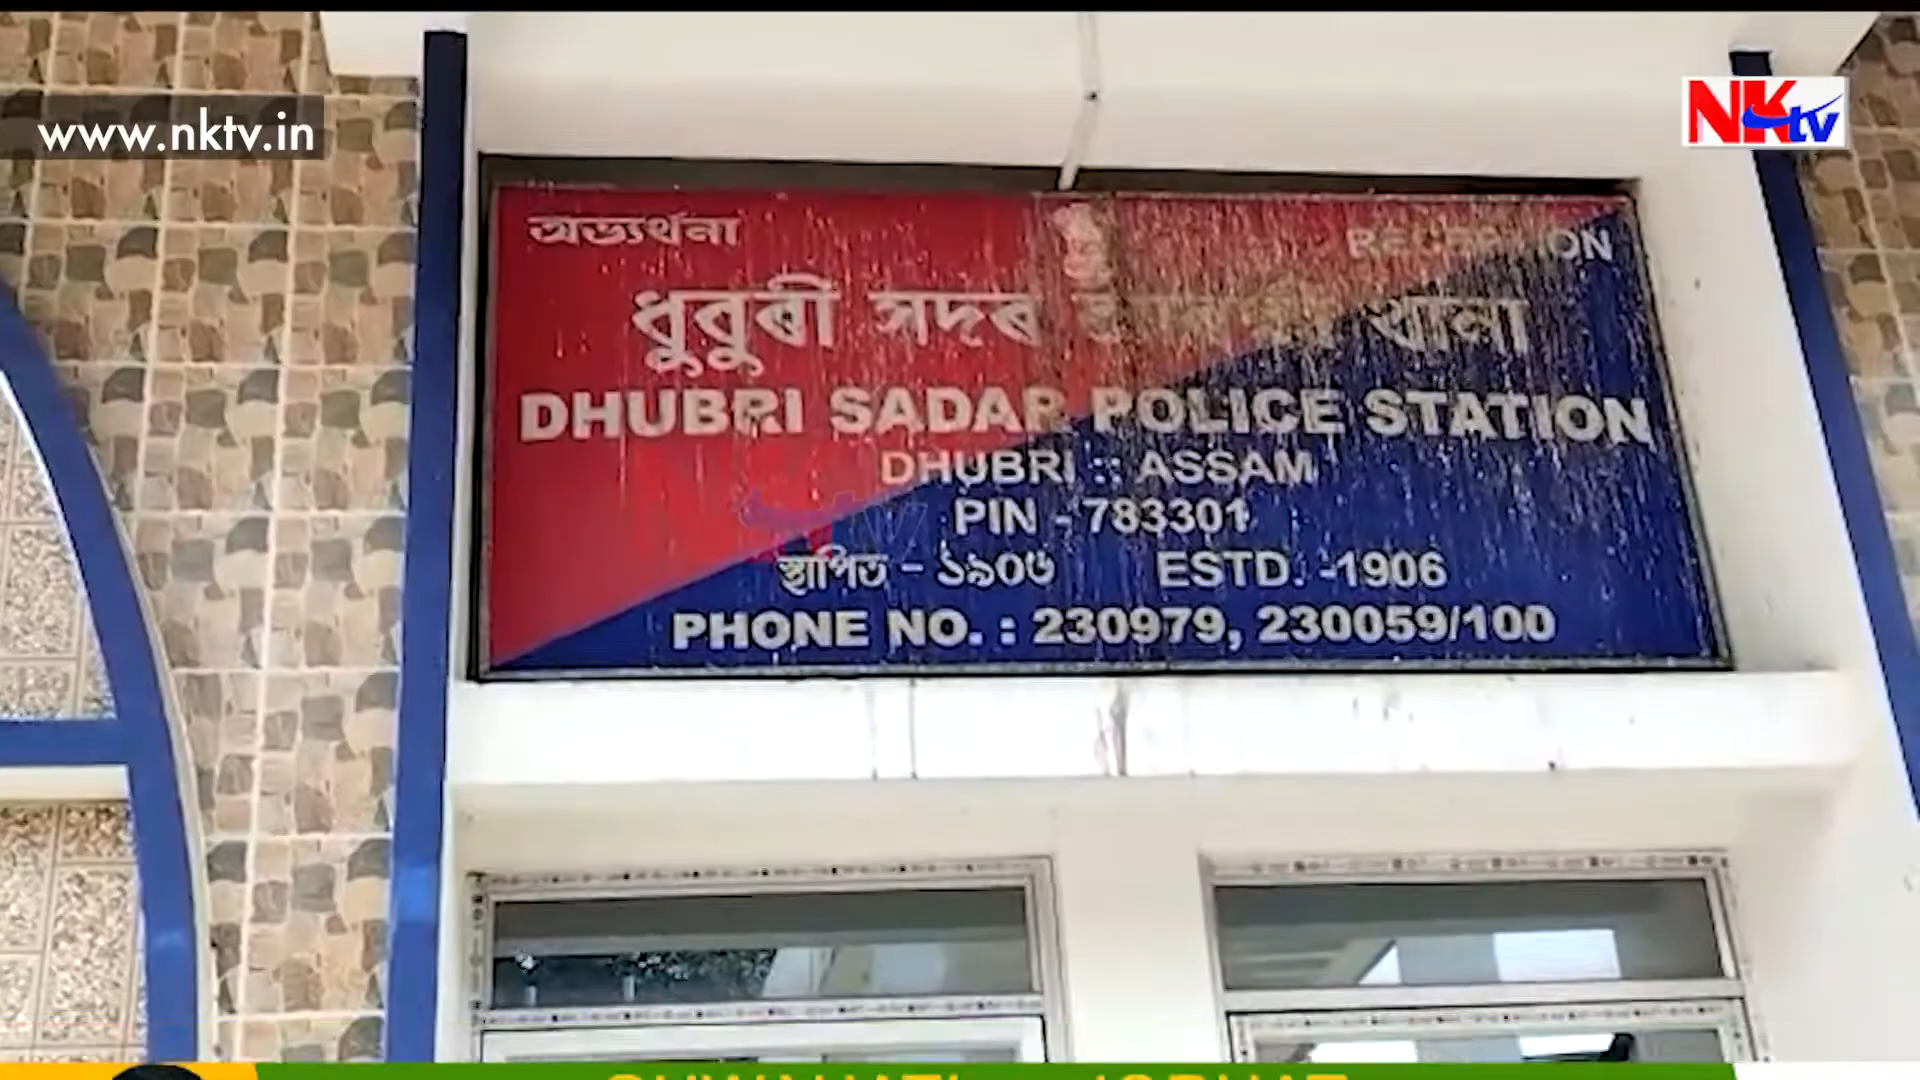 www.nktv.in
NKtv
অভ্যৰ্থনা RECEPTION
ধুবুৰী সদৰ থানা
DHUBRI SADAR POLICE STATION
DHUBRI :: ASSAM
PIN - 783301
স্থাপিত - ১৯০৬ ESTD. -1906
PHONE NO. : 230979, 230059/100